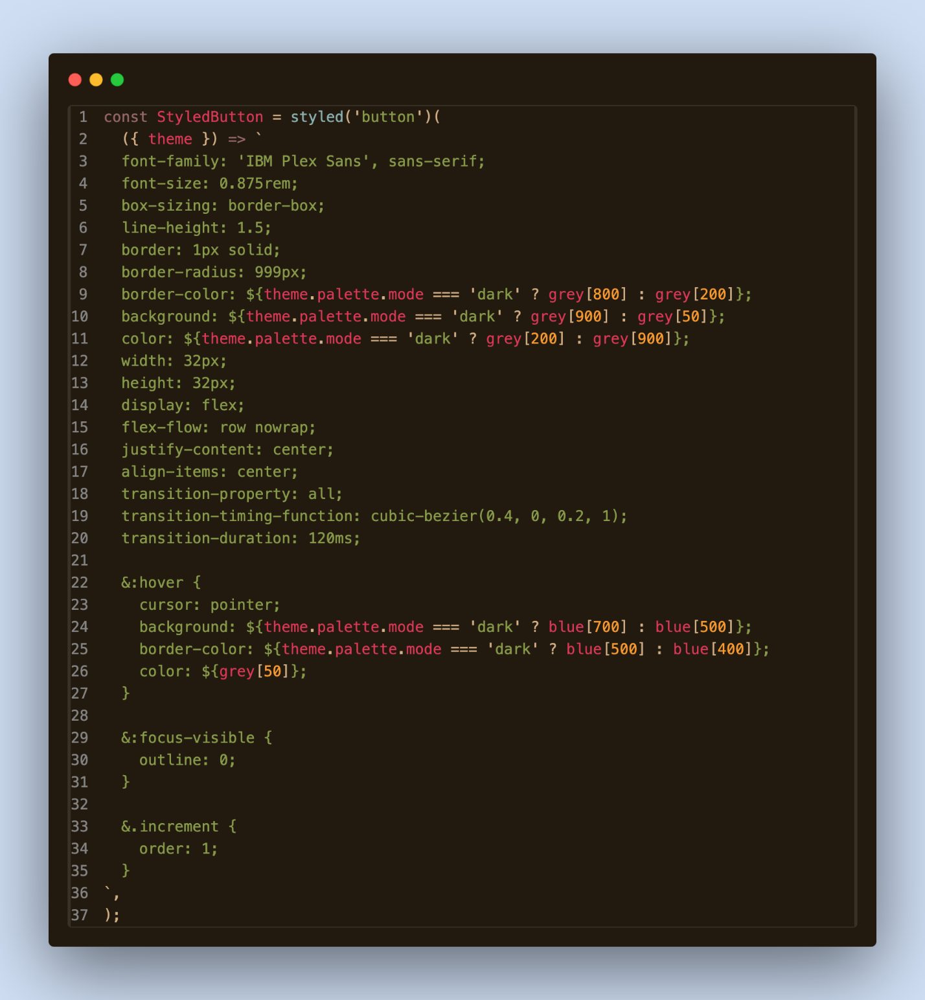 1 const StyledButton = styled('button')(
2   ({ theme }) => `
3   font-family: 'IBM Plex Sans', sans-serif;
4   font-size: 0.875rem;
5   box-sizing: border-box;
6   line-height: 1.5;
7   border: 1px solid;
8   border-radius: 999px;
9   border-color: ${theme.palette.mode === 'dark' ? grey[800] : grey[200]};
10   background: ${theme.palette.mode === 'dark' ? grey[900] : grey[50]};
11   color: ${theme.palette.mode === 'dark' ? grey[200] : grey[900]};
12   width: 32px;
13   height: 32px;
14   display: flex;
15   flex-flow: row nowrap;
16   justify-content: center;
17   align-items: center;
18   transition-property: all;
19   transition-timing-function: cubic-bezier(0.4, 0, 0.2, 1);
20   transition-duration: 120ms;
21
22   &:hover {
23     cursor: pointer;
24     background: ${theme.palette.mode === 'dark' ? blue[700] : blue[500]};
25     border-color: ${theme.palette.mode === 'dark' ? blue[500] : blue[400]};
26     color: ${grey[50]};
27   }
28
29   &:focus-visible {
30     outline: 0;
31   }
32
33   &.increment {
34     order: 1;
35   }
36 `,
37 );